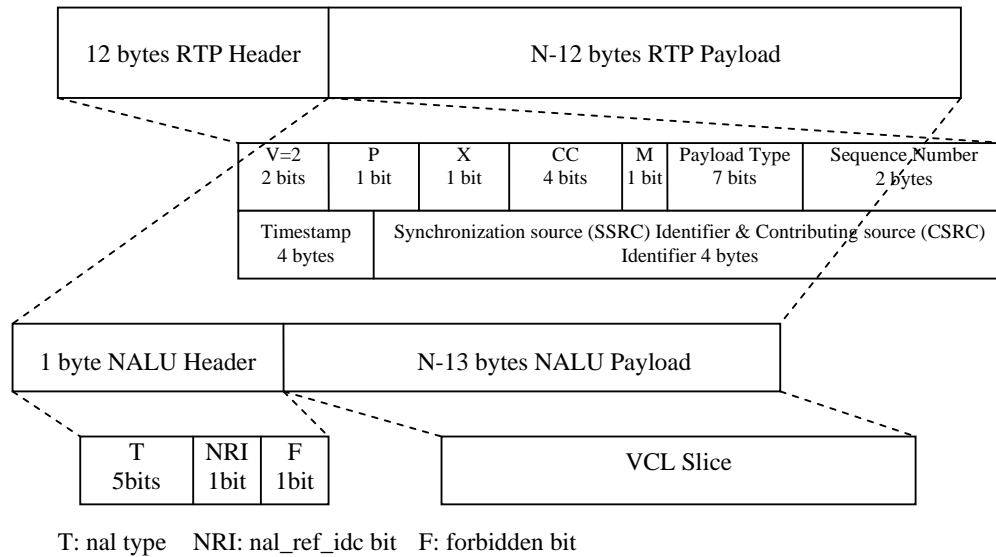 12 bytes RTP Header
N-12 bytes RTP Payload
V=2
2 bits
P
1 bit
X
1 bit
CC
4 bits
M
1 bit
Payload Type
7 bits
Sequence Number
2 bytes
Timestamp
4 bytes
Synchronization source (SSRC) Identifier & Contributing source (CSRC)
Identifier 4 bytes
1 byte NALU Header
N-13 bytes NALU Payload
T
5bits
NRI
1bit
F
1bit
VCL Slice
T: nal type NRI: nal_ref_idc bit F: forbidden bit